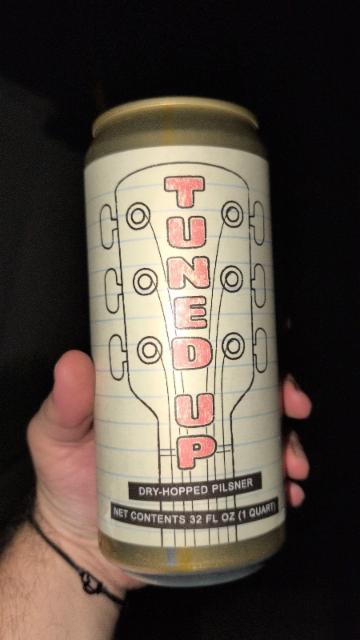 TUNED UP
DRY-HOPPED PILSNER
NET CONTENTS 32 FL OZ (1 QUART)